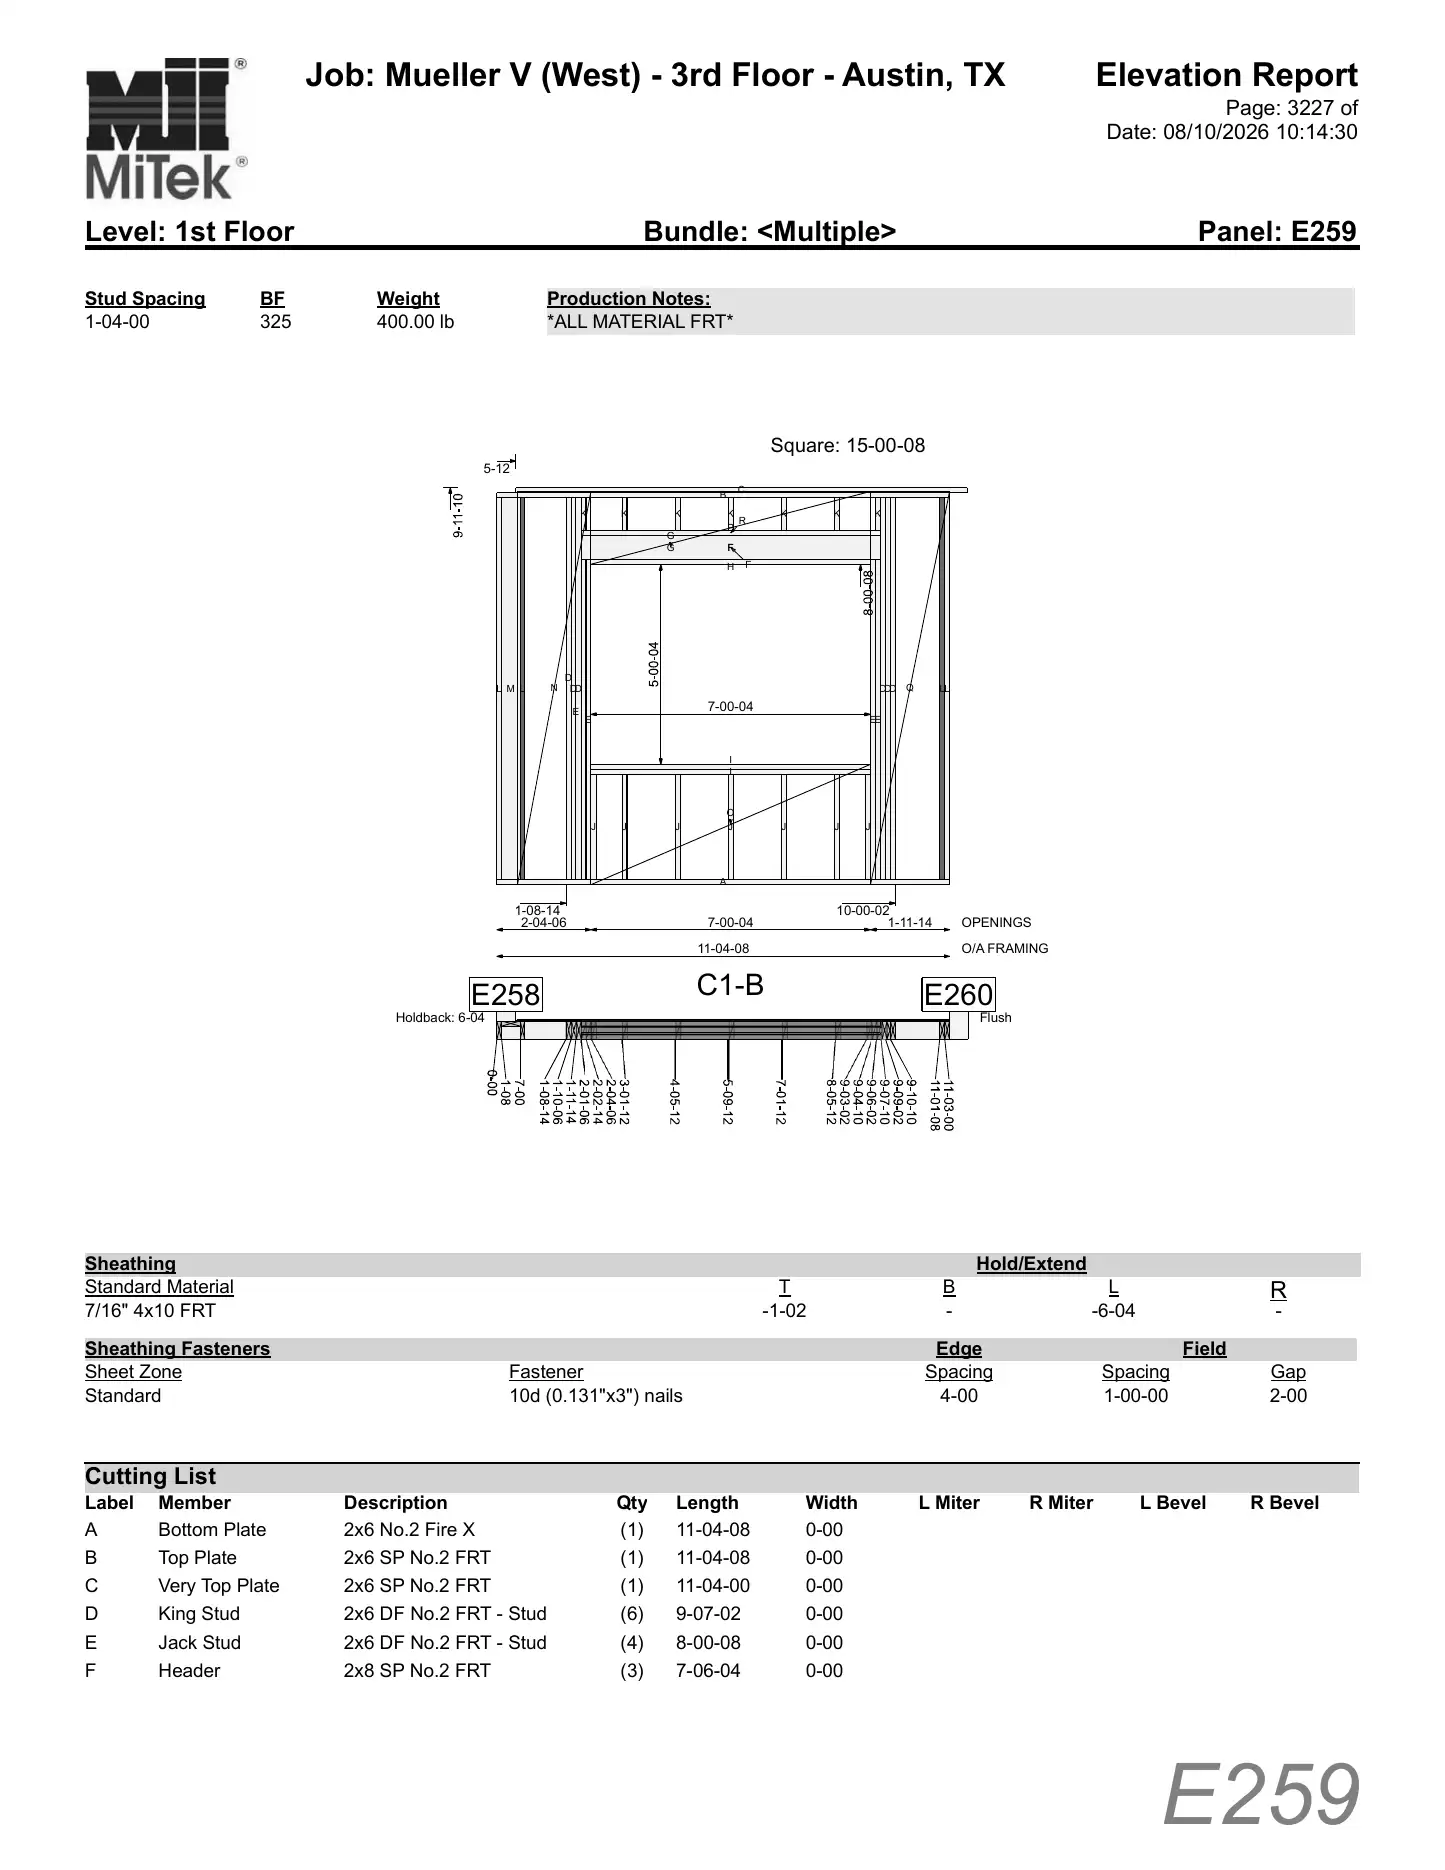 Job: Mueller V (West) - 3rd Floor - Austin, TX
Elevation Report
Page: 3227 of
Date: 08/10/2026 10:14:30
MiTek®
Level: 1st Floor Bundle: <Multiple> Panel: E259
Stud Spacing BF Weight Production Notes:
1-04-00 325 400.00 lb *ALL MATERIAL FRT*
Square: 15-00-08
5-12
9-11-10
C
B
K K K K K K K
R
G
G F
H F
8-00-08
5-00-04
D
L M L N D D Q L L
E
7-00-04
I
I
O
J J J J J J J
A
1-08-14 10-00-02
2-04-06 7-00-04 1-11-14 OPENINGS
11-04-08 O/A FRAMING
E258 C1-B E260
Holdback: 6-04 Flush
0-00 1-08 7-00 1-08-14 1-10-06 1-11-14 2-01-06 2-02-14 2-04-06 3-01-12 4-05-12 5-09-12 7-01-12 8-05-12 9-03-02 9-04-10 9-06-02 9-07-10 9-09-02 9-10-10 11-01-08 11-03-00
Sheathing Hold/Extend
Standard Material T B L R
7/16" 4x10 FRT -1-02 - -6-04 -
Sheathing Fasteners Edge Field
Sheet Zone Fastener Spacing Spacing Gap
Standard 10d (0.131"x3") nails 4-00 1-00-00 2-00
Cutting List
Label Member Description Qty Length Width L Miter R Miter L Bevel R Bevel
A Bottom Plate 2x6 No.2 Fire X (1) 11-04-08 0-00
B Top Plate 2x6 SP No.2 FRT (1) 11-04-08 0-00
C Very Top Plate 2x6 SP No.2 FRT (1) 11-04-00 0-00
D King Stud 2x6 DF No.2 FRT - Stud (6) 9-07-02 0-00
E Jack Stud 2x6 DF No.2 FRT - Stud (4) 8-00-08 0-00
F Header 2x8 SP No.2 FRT (3) 7-06-04 0-00
E259